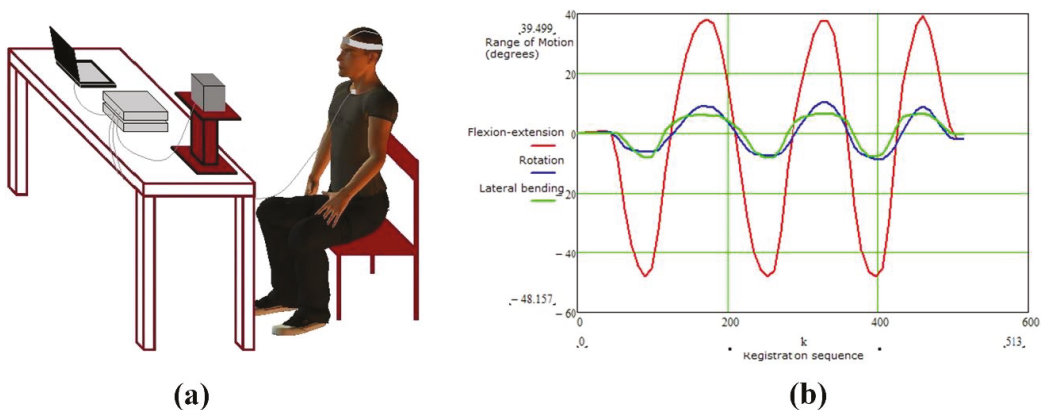 39.499
Range of Motion
(degrees)
Flexion-extension
Rotation
Lateral bending
-48.157
40
20
0
-20
-40
-60
0 200 400 600
0 k 513
Registration sequence
(a) (b)